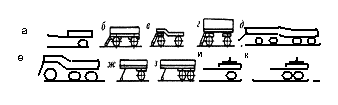 а б в г д
е ж з и к